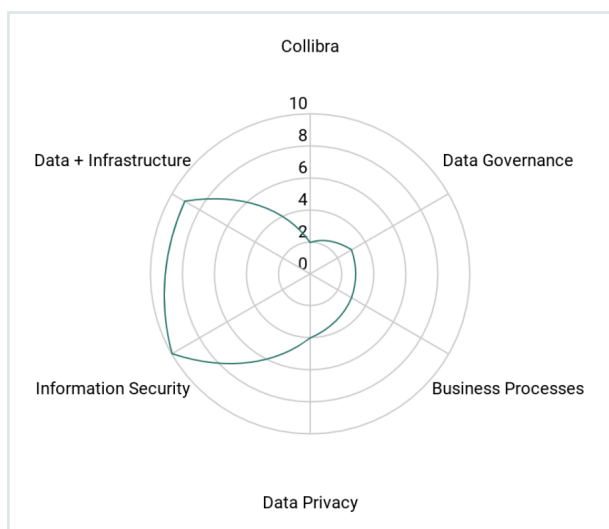 Collibra
10
8
6
4
2
0
Data + Infrastructure
Data Governance
Information Security
Business Processes
Data Privacy